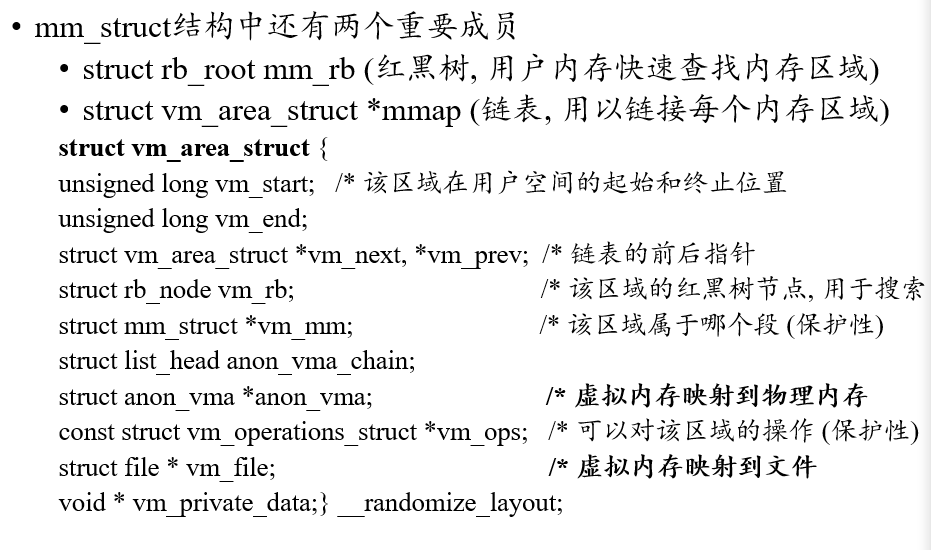 • mm_struct结构中还有两个重要成员
• struct rb_root mm_rb (红黑树, 用户内存快速查找内存区域)
• struct vm_area_struct *mmap (链表, 用以链接每个内存区域)
struct vm_area_struct {
unsigned long vm_start; /* 该区域在用户空间的起始和终止位置
unsigned long vm_end;
struct vm_area_struct *vm_next, *vm_prev; /* 链表的前后指针
struct rb_node vm_rb; /* 该区域的红黑树节点, 用于搜索
struct mm_struct *vm_mm; /* 该区域属于哪个段 (保护性)
struct list_head anon_vma_chain;
struct anon_vma *anon_vma; /* 虚拟内存映射到物理内存
const struct vm_operations_struct *vm_ops; /* 可以对该区域的操作 (保护性)
struct file * vm_file; /* 虚拟内存映射到文件
void * vm_private_data;} __randomize_layout;